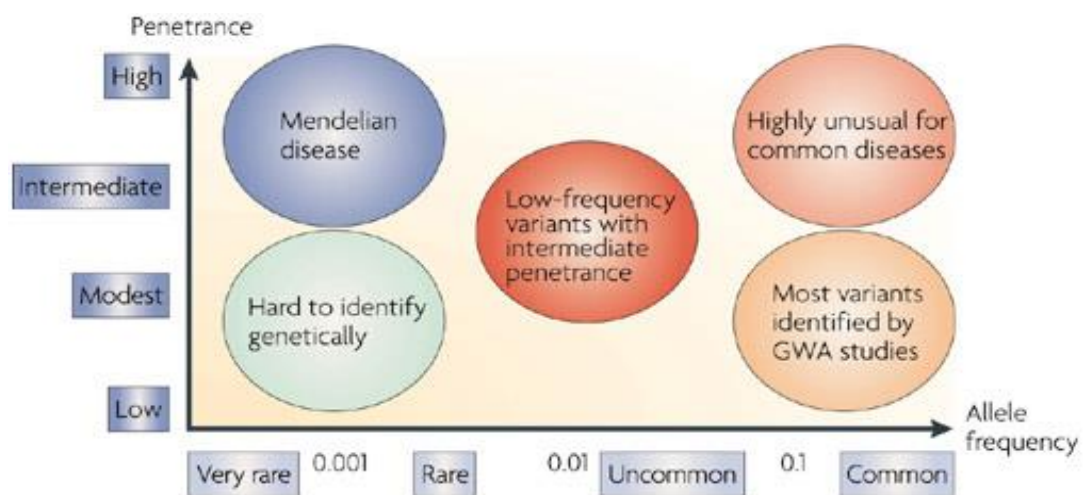 Penetrance
High
Intermediate
Modest
Low
Mendelian
disease
Highly unusual for
common diseases
Low-frequency
variants with
intermediate
penetrance
Hard to identify
genetically
Most variants
identified by
GWA studies
Allele
frequency
Very rare
0.001
Rare
0.01
Uncommon
0.1
Common